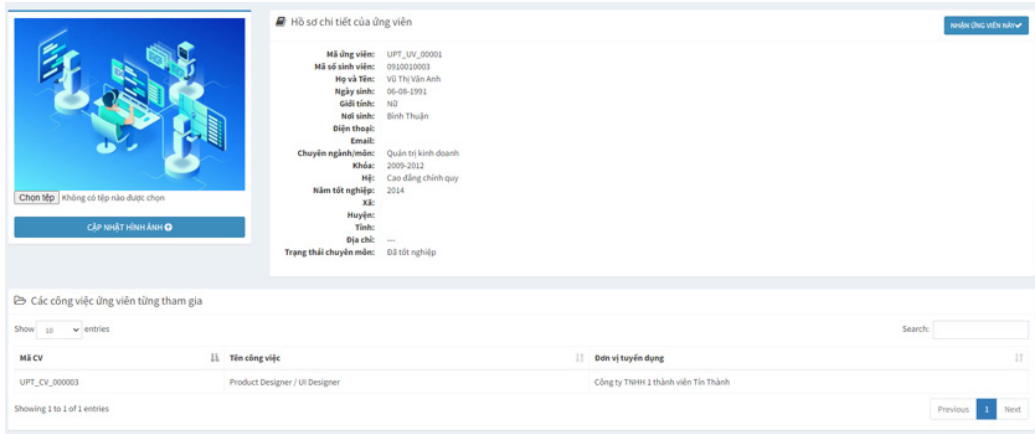 Hồ sơ chi tiết của ứng viên
NHẬN ỨNG VIÊN NÀY
Mã ứng viên: UPT_UV_00001
Mã số sinh viên: 0910010003
Họ và Tên: Vũ Thị Vân Anh
Ngày sinh: 06-08-1991
Giới tính: Nữ
Nơi sinh: Bình Thuận
Điện thoại:
Email:
Chuyên ngành/môn: Quản trị kinh doanh
Khóa: 2009-2012
Hệ: Cao đẳng chính quy
Năm tốt nghiệp: 2014
Xã:
Huyện:
Tỉnh:
Địa chỉ: ---
Trạng thái chuyên môn: Đã tốt nghiệp
Chọn tệp Không có tệp nào được chọn
CẬP NHẬT HÌNH ẢNH
Các công việc ứng viên từng tham gia
Show 10 entries
Search:
Mã CV Tên công việc Đơn vị tuyển dụng
UPT_CV_000003 Product Designer / UI Designer Công ty TNHH 1 thành viên Tín Thành
Showing 1 to 1 of 1 entries
Previous 1 Next